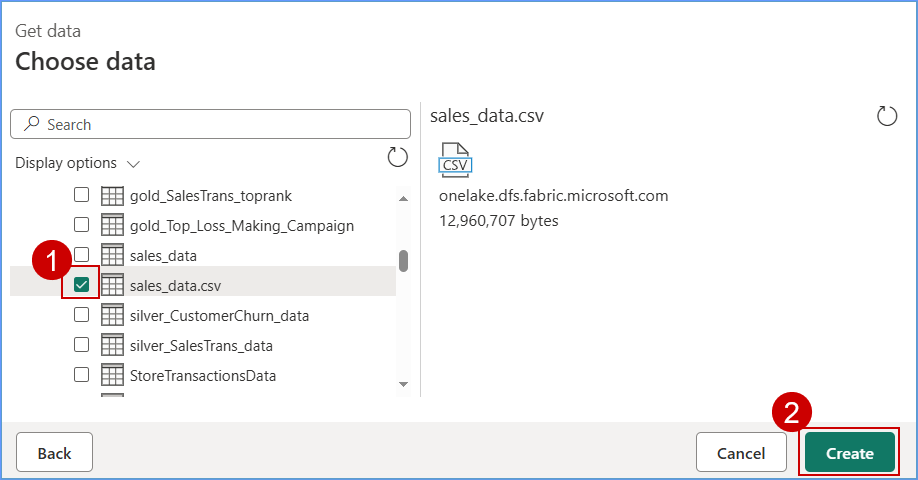 Get data
Choose data
Search
Display options
gold_SalesTrans_toprank
gold_Top_Loss_Making_Campaign
1
sales_data
sales_data.csv
silver_CustomerChurn_data
silver_SalesTrans_data
StoreTransactionsData
sales_data.csv
CSV
onelake.dfs.fabric.microsoft.com
12,960,707 bytes
2
Back
Cancel
Create